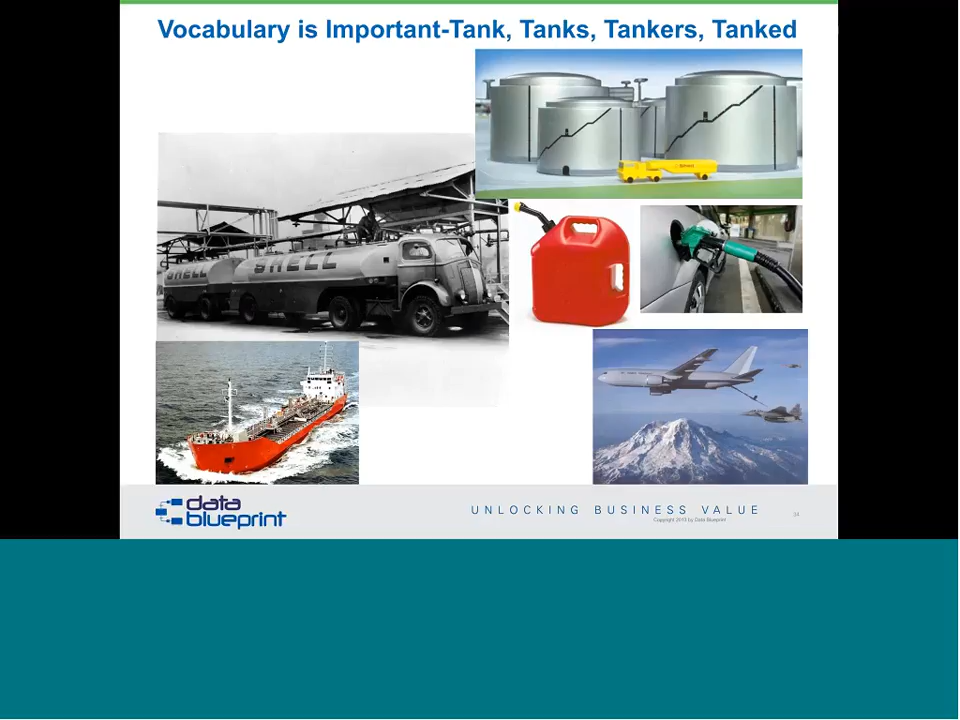 Vocabulary is Important-Tank, Tanks, Tankers, Tanked
SHELL
SHELL
data
blueprint
UNLOCKING BUSINESS VALUE
Copyright 2013 by Data Blueprint
34